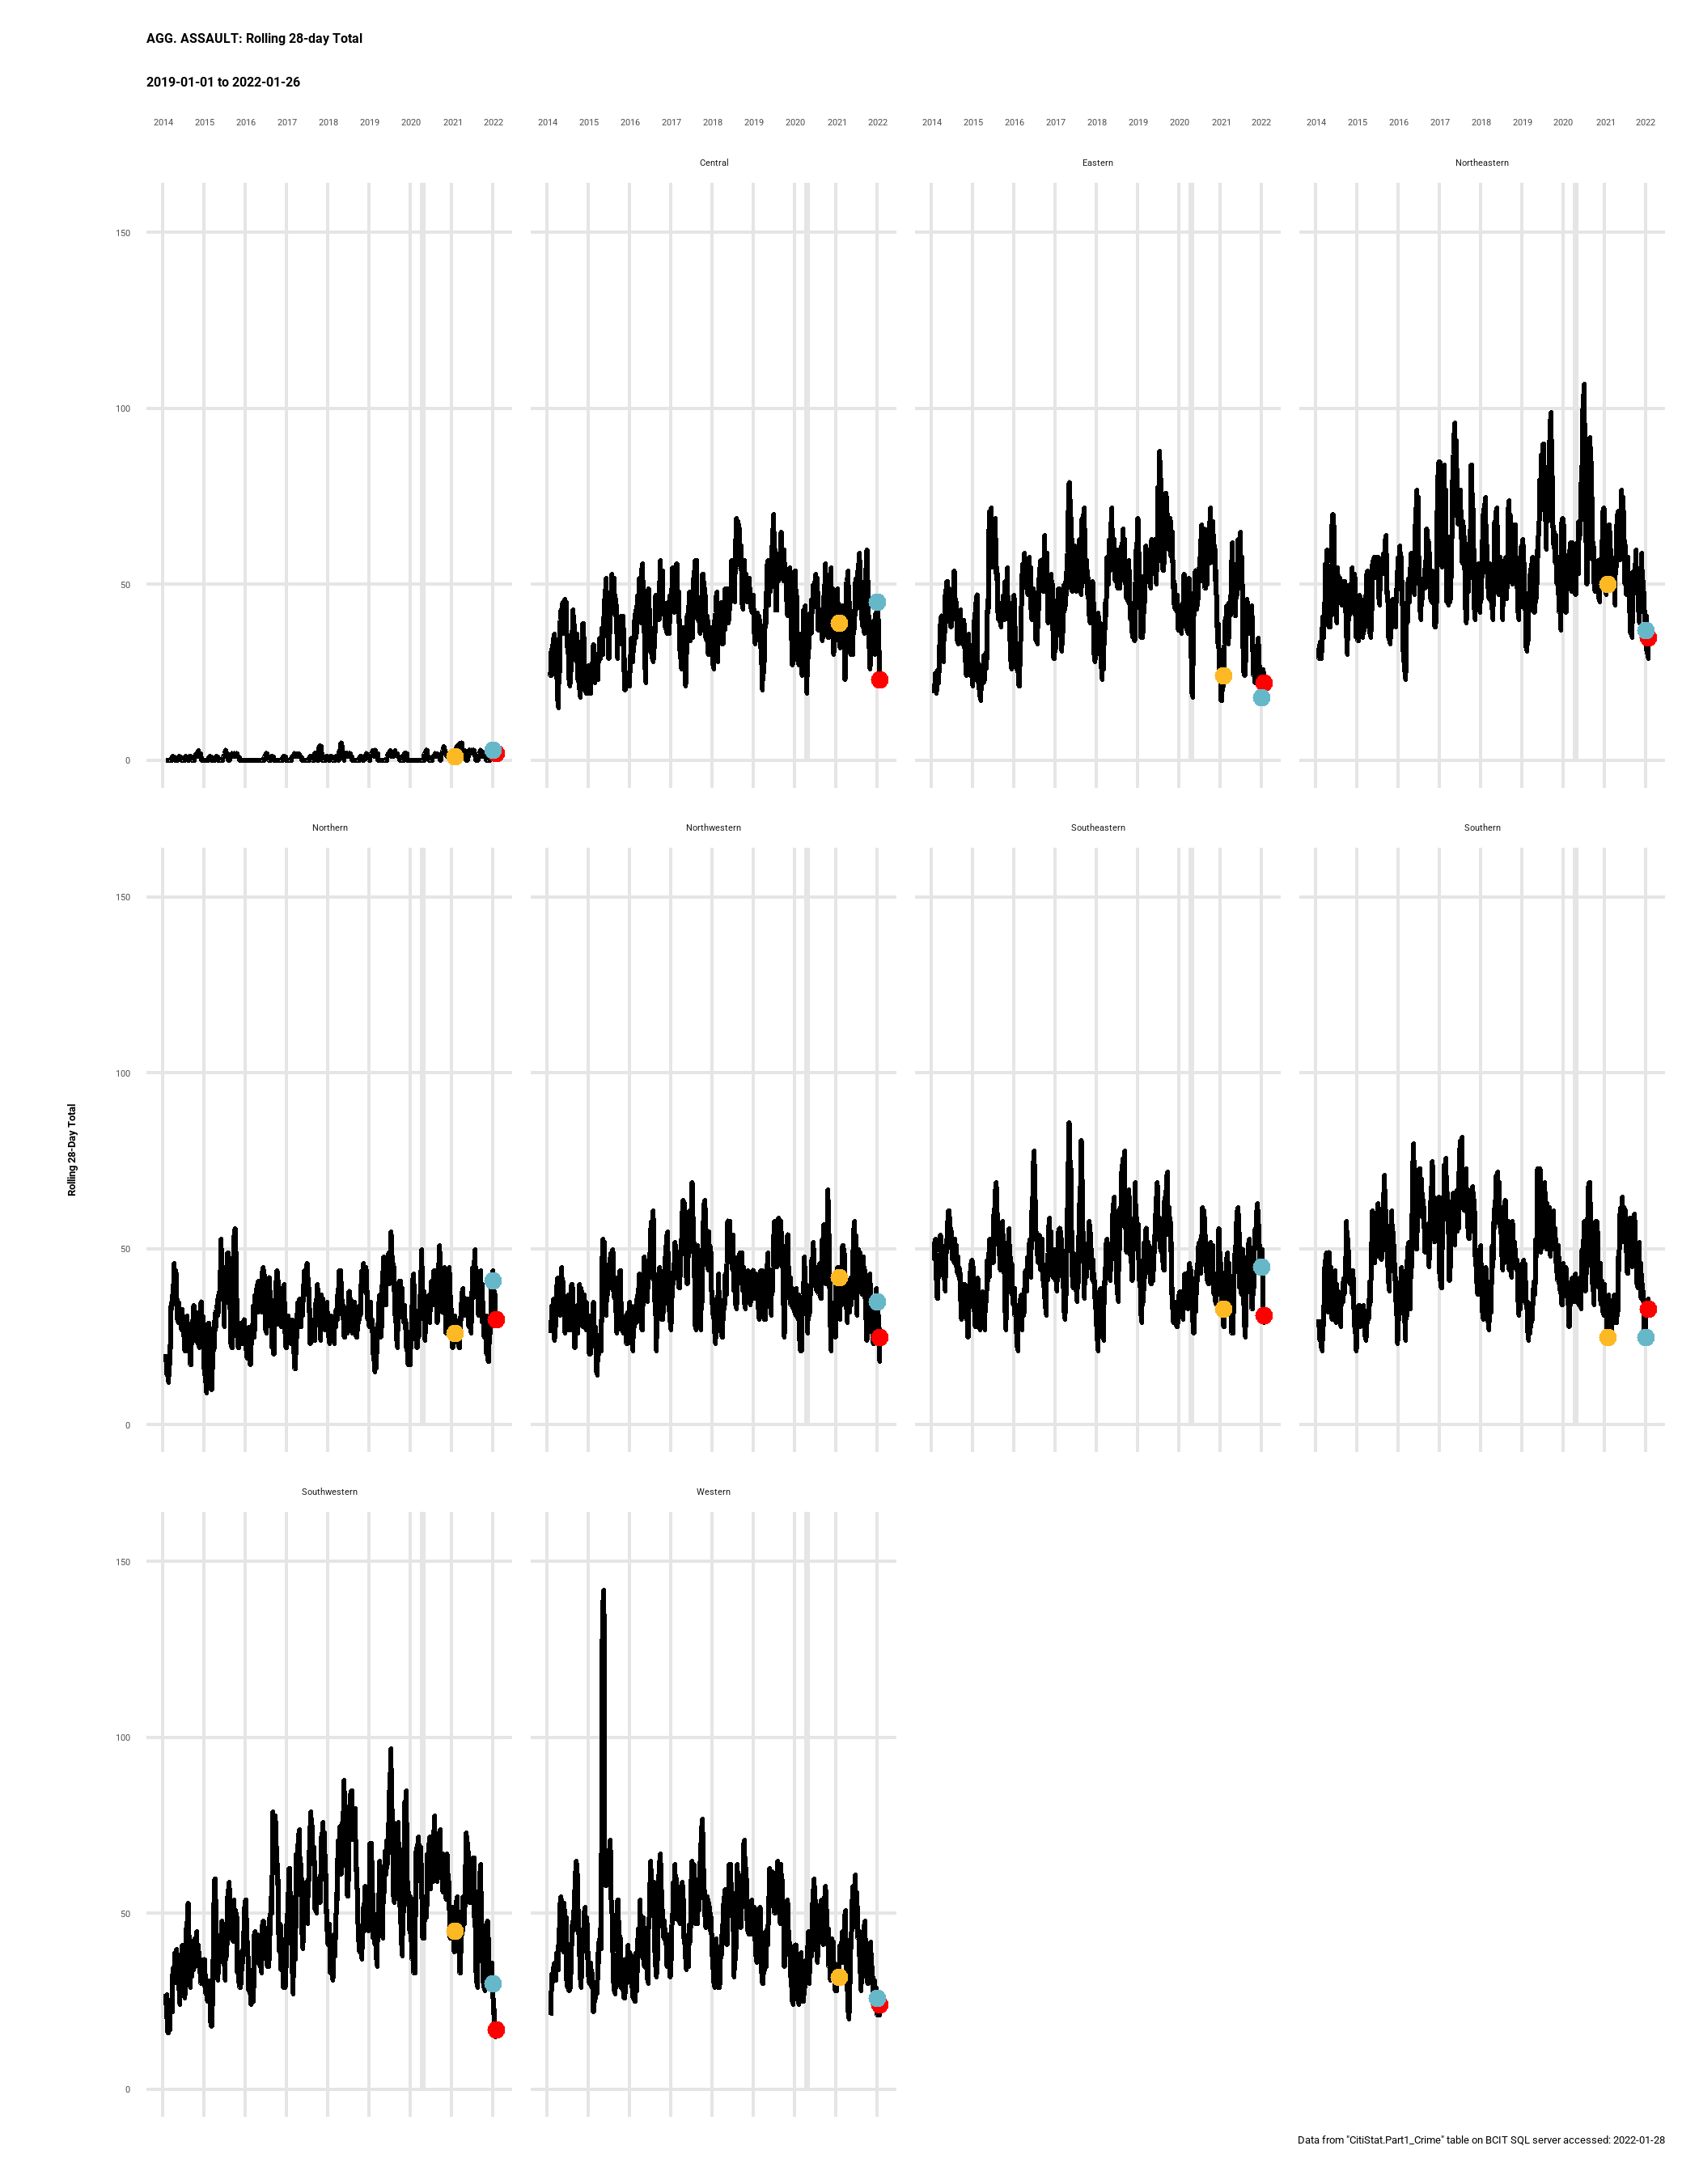 AGG. ASSAULT: Rolling 28-day Total
2019-01-01 to 2022-01-26
2014 2015 2016 2017 2018 2019 2020 2021 2022 2014 2015 2016 2017 2018 2019 2020 2021 2022 2014 2015 2016 2017 2018 2019 2020 2021 2022 2014 2015 2016 2017 2018 2019 2020 2021 2022
Central Eastern Northeastern
150
100
50
0
Northern Northwestern Southeastern Southern
150
100
Rolling 28-Day Total
50
0
Southwestern Western
150
100
50
0
Data from "CitiStat.Part1_Crime" table on BCIT SQL server accessed: 2022-01-28